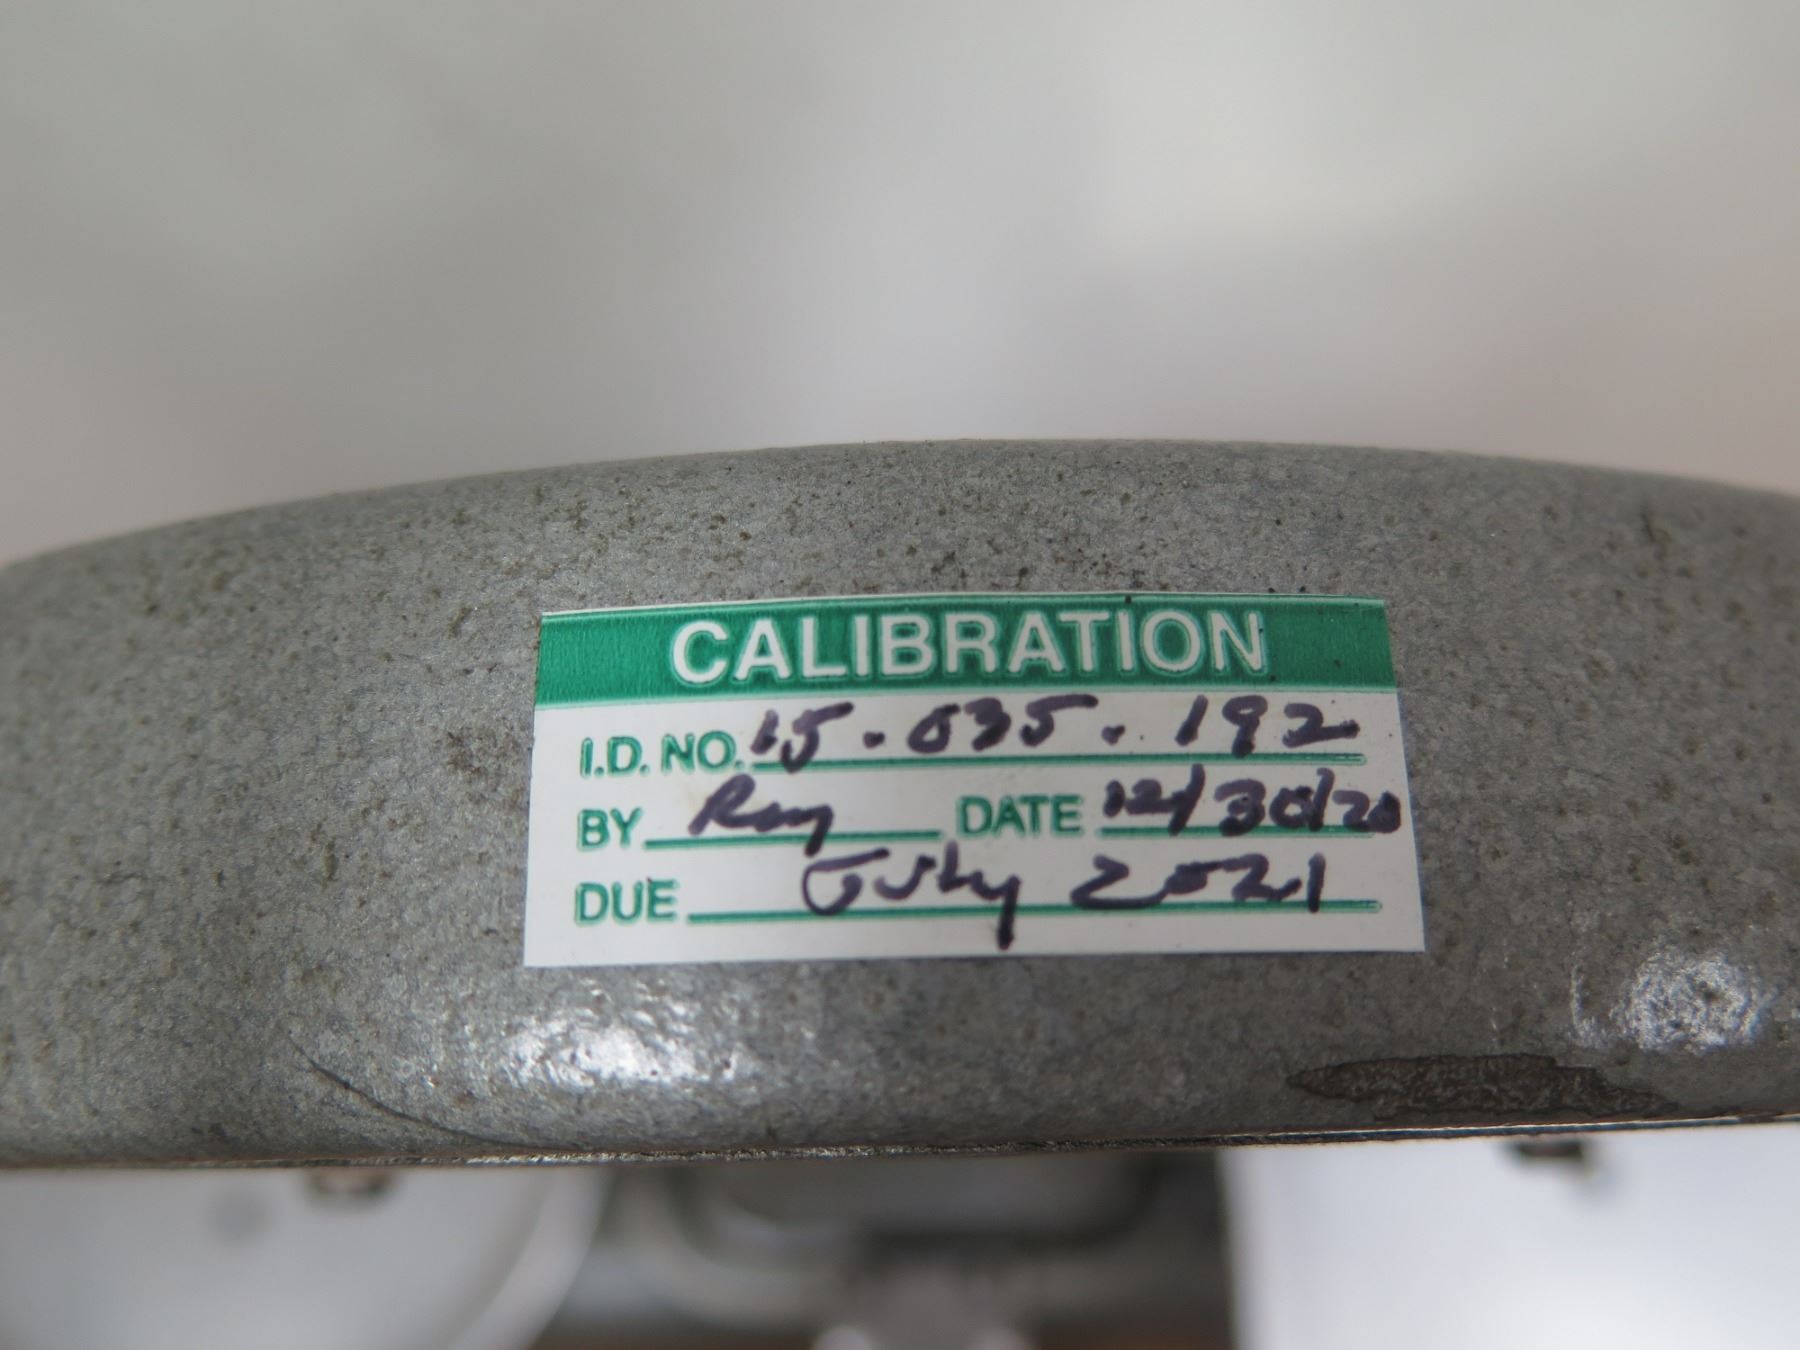 CALIBRATION
I.D. NO. 15.035.192
BY Ray DATE 12/30/20
DUE July 2021